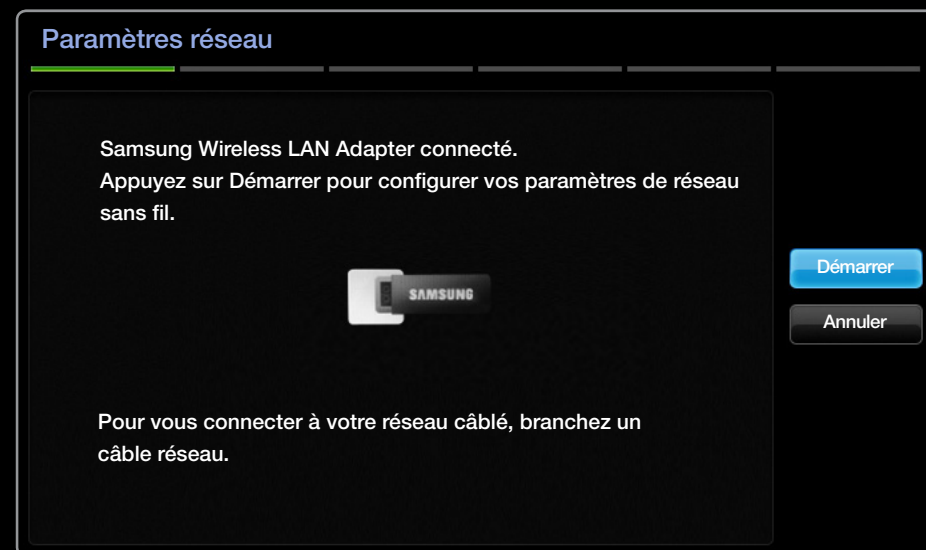 Paramètres réseau
Samsung Wireless LAN Adapter connecté.
Appuyez sur Démarrer pour configurer vos paramètres de réseau
sans fil.
SAMSUNG
Démarrer
Annuler
Pour vous connecter à votre réseau câblé, branchez un
câble réseau.